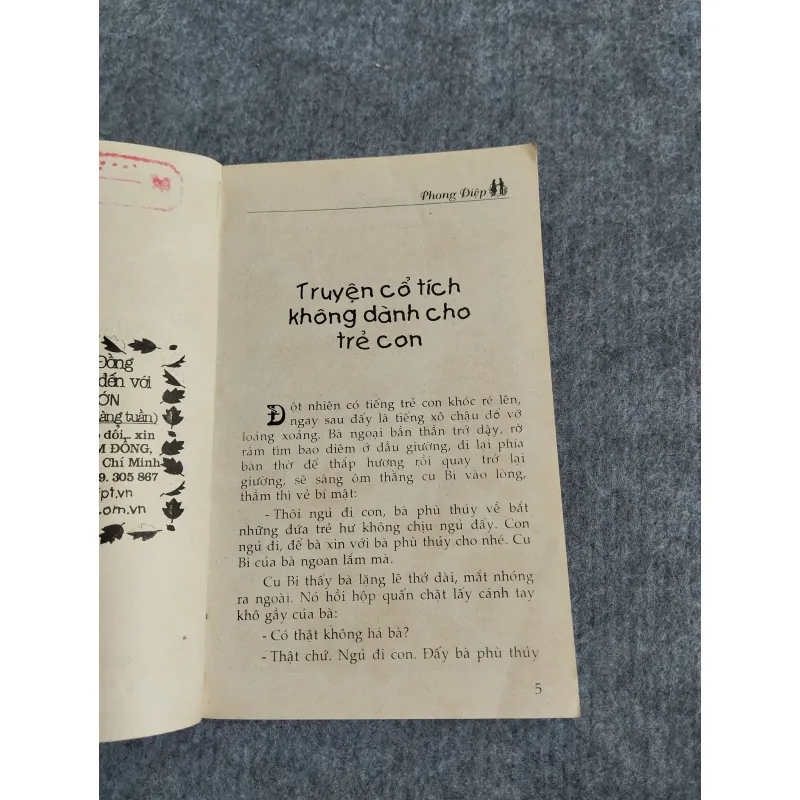 Đồng
đến với
ỚN
àng tuần)
đổi, xin
M ĐỒNG,
Chí Minh
9. 305 867
pt.vn
om.vn
Phong Điệp
Truyện cổ tích
không dành cho
trẻ con
Đột nhiên có tiếng trẻ con khóc ré lên,
ngay sau đấy là tiếng xô chậu đổ vỡ
loảng xoảng. Bà ngoại bần thần trở dậy, rờ
rẫm tìm bao diêm ở đầu giường, đi lại phía
bàn thờ để thắp hương rồi quay trở lại
giường, sẽ sàng ôm thằng cu Bi vào lòng,
thầm thì vẻ bí mật:
- Thôi ngủ đi con, bà phù thủy về bắt
những đứa trẻ hư không chịu ngủ đấy. Con
ngủ đi, để bà xin với bà phù thủy cho nhé. Cu
Bi của bà ngoan lắm mà.
Cu Bi thấy bà lặng lẽ thở dài, mắt nhóng
ra ngoài. Nó hồi hộp quấn chặt lấy cánh tay
khô gầy của bà:
- Có thật không hả bà?
- Thật chứ. Ngủ đi con. Đấy bà phù thủy
5